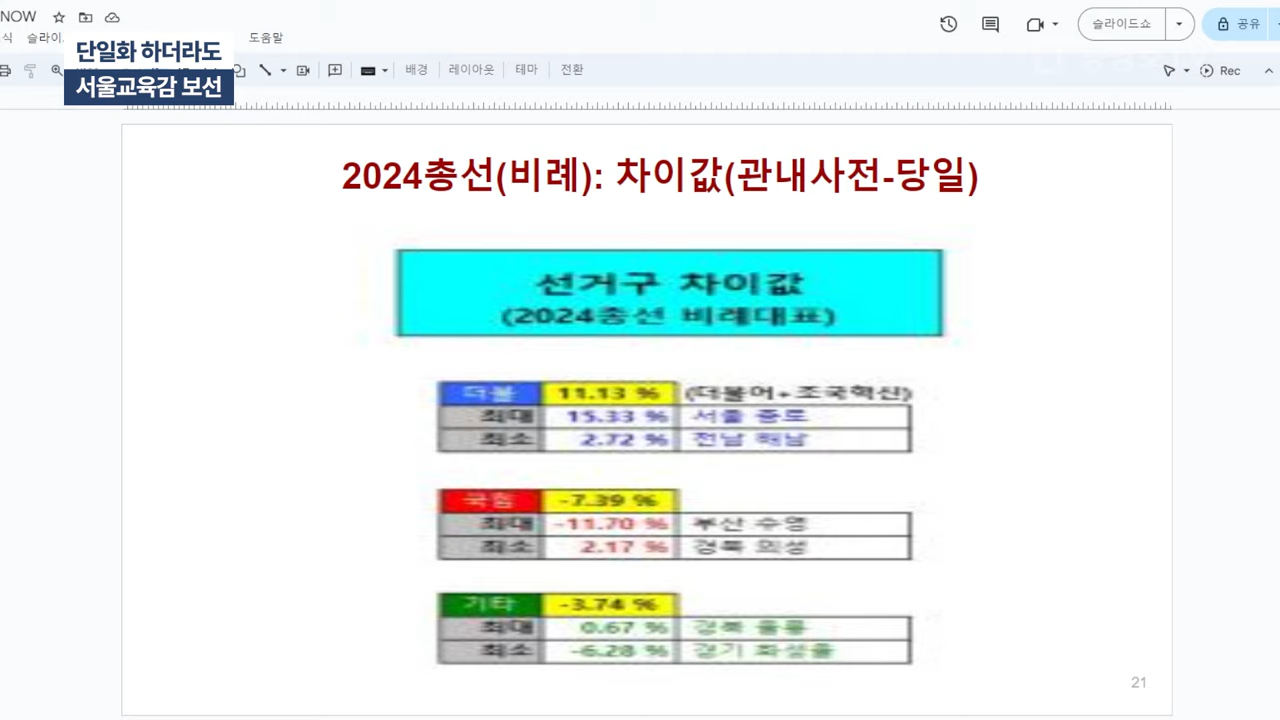 NOW
식 슬라이. 도움말
단일화 하더라도
서울교육감 보선
슬라이드쇼
공유
배경 레이아웃 테마 전환
Rec
2024총선(비례): 차이값(관내사전-당일)
선거구 차이값
(2024총선 비례대표)
더불 11.13 % (더불어+조국혁신)
최대 15.33 % 서울 종로
최소 2.72 % 전남 해남
국힘 -7.39 %
최대 -11.70 % 부산 수영
최소 2.17 % 경북 의성
기타 -3.74 %
최대 0.67 % 경북 울릉
최소 -6.28 % 경기 화성을
21